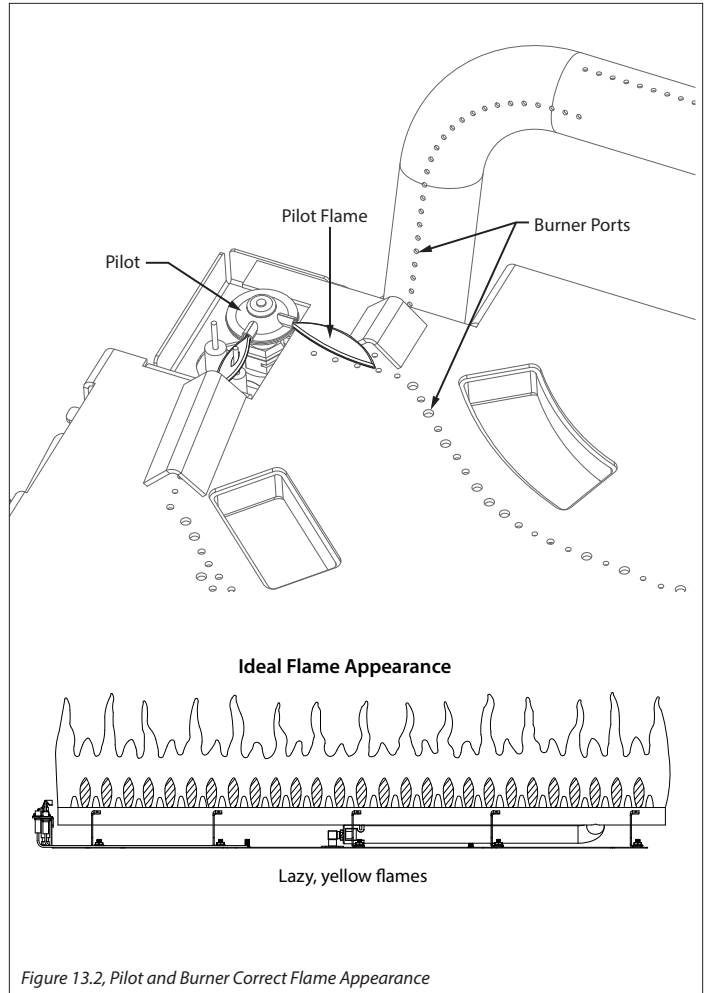 Pilot Flame
Burner Ports
Pilot
Ideal Flame Appearance
Lazy, yellow flames
Figure 13.2, Pilot and Burner Correct Flame Appearance